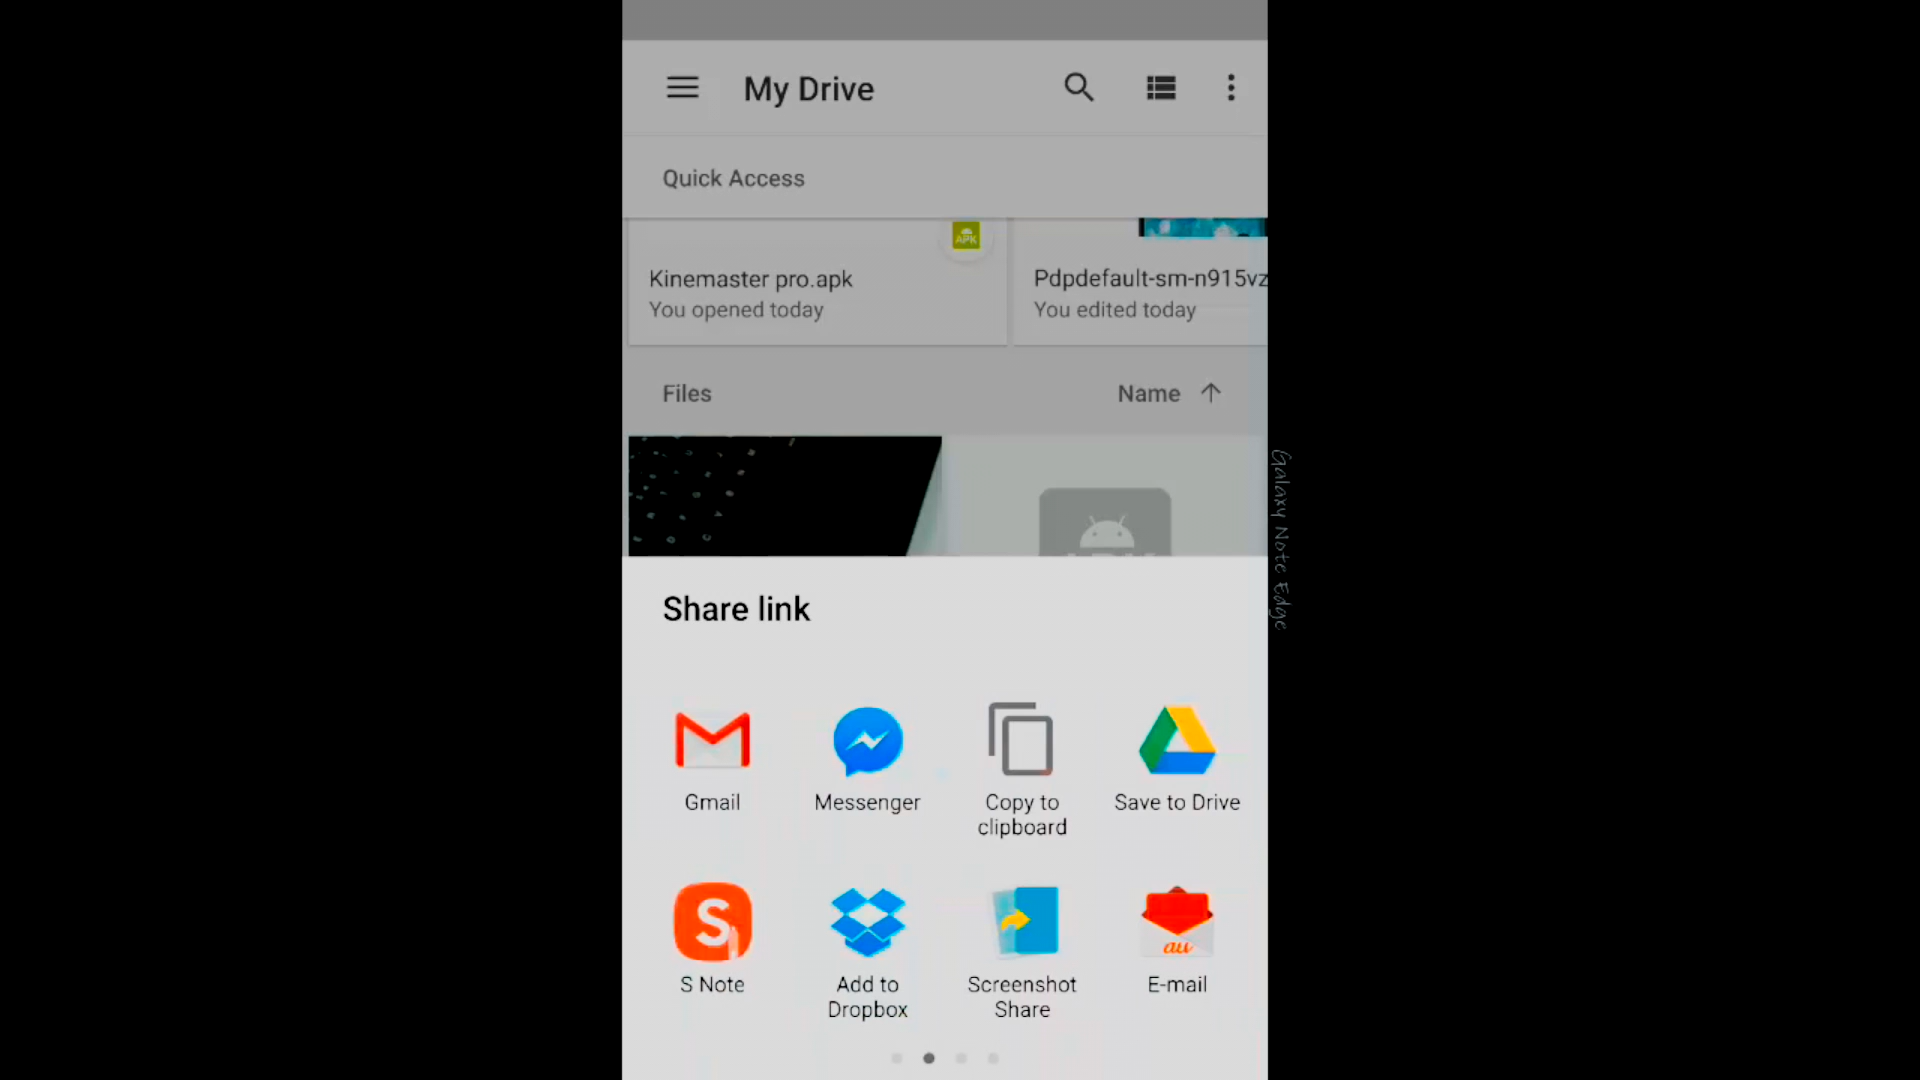 My Drive
Quick Access
APK
Kinemaster pro.apk
You opened today
Pdpdefault-sm-n915vz
You edited today
Files
Name
Galaxy Note Edge
Share link
Gmail
Messenger
Copy to
clipboard
Save to Drive
S
au
S Note
Add to
Dropbox
Screenshot
Share
E-mail